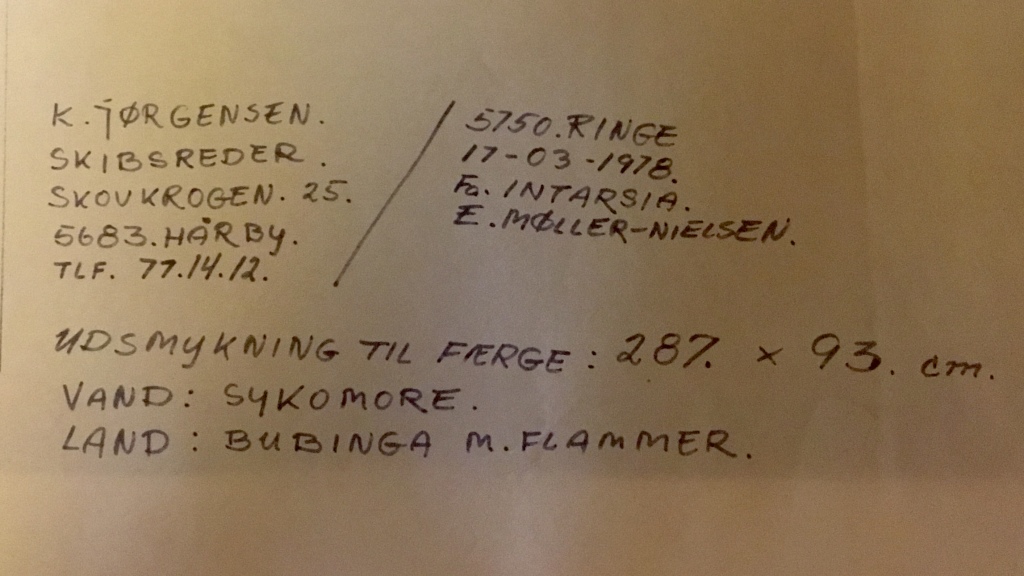 K. JØRGENSEN.
SKIBSREDER.
SKOVKROGEN. 25.
5683. HÅRBY.
TLF. 77.14.12.
5750. RINGE
17-03-1978.
Fa. INTARSIA.
E. MØLLER-NIELSEN.
UDSMYKNING TIL FÆRGE: 287. × 93. cm.
VAND: SYKOMORE.
LAND: BUBINGA M. FLAMMER.